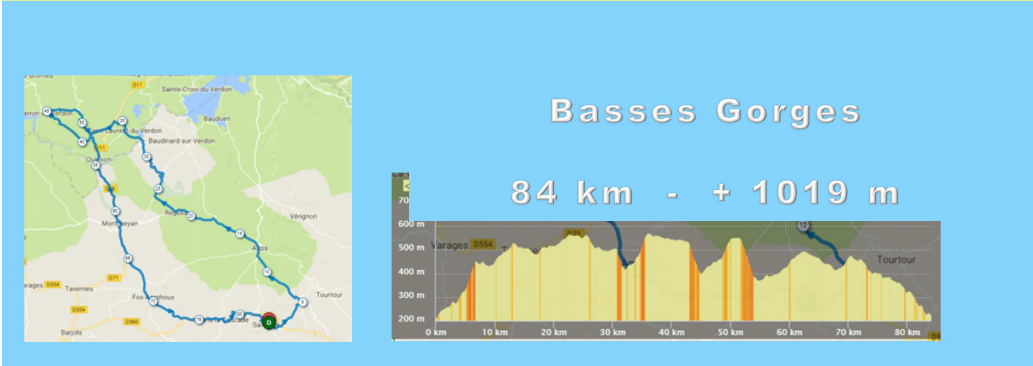 Basses Gorges
84 km - + 1019 m
D11
Sainte-Croix-du-Verdon
Bauduen
Saint-Laurent-du-Verdon
Baudinard-sur-Verdon
D11
Quinson
Montmeyan
Régusse
Vérignon
Aups
D71
Tavernes
D554
Fox-Amphoux
Tourtour
D560
Barjols
D
600 m
500 m
400 m
300 m
200 m
Varages D554
D71
10
Tourtour
0 km 10 km 20 km 30 km 40 km 50 km 60 km 70 km 80 km